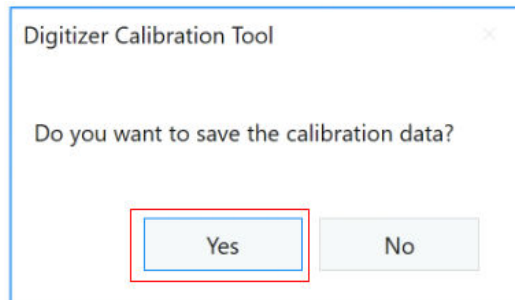 Digitizer Calibration Tool
Do you want to save the calibration data?
Yes No